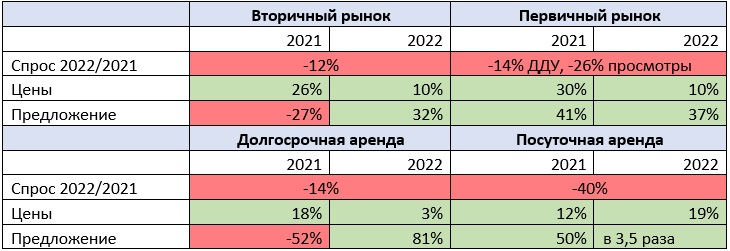 Вторичный рынок Первичный рынок
2021 2022 2021 2022
Спрос 2022/2021 -12% -14% ДДУ, -26% просмотры
Цены 26% 10% 30% 10%
Предложение -27% 32% 41% 37%
Долгосрочная аренда Посуточная аренда
2021 2022 2021 2022
Спрос 2022/2021 -14% -40%
Цены 18% 3% 12% 19%
Предложение -52% 81% 50% в 3,5 раза